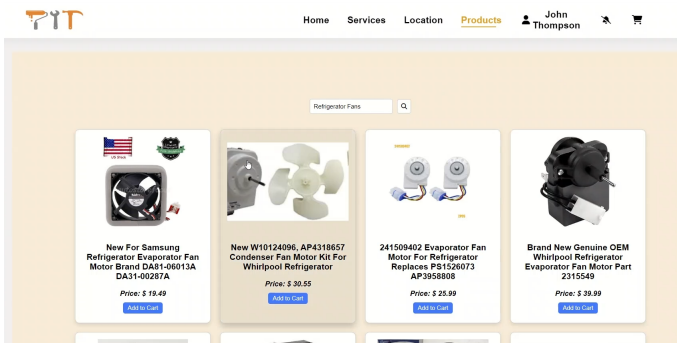 Home Services Location Products John Thompson
Refrigerator Fans
US Stock
New For Samsung
Refrigerator Evaporator Fan
Motor Brand DA81-06013A
DA31-00287A
Price: $ 19.49
Add to Cart
New W10124096, AP4318657
Condenser Fan Motor Kit For
Whirlpool Refrigerator
Price: $ 30.55
Add to Cart
241509402 Evaporator Fan
Motor For Refrigerator
Replaces PS1526073
AP3958808
Price: $ 25.99
Add to Cart
Brand New Genuine OEM
Whirlpool Refrigerator
Evaporator Fan Motor Part
2315549
Price: $ 39.99
Add to Cart